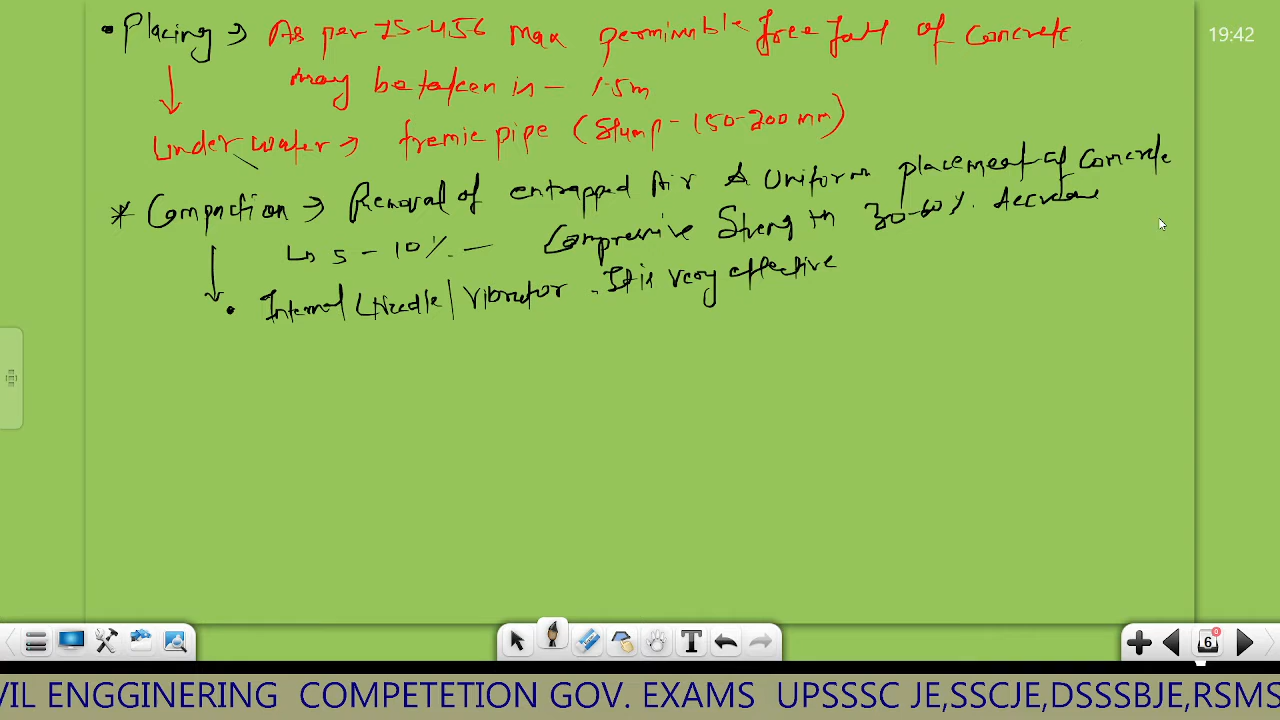 19:42
• Placing → As per IS-456 Max permissible free fall of concrete
may be taken is - 1.5m
Under water → tremie pipe (Slump - 150-200 mm)
* Compaction → Removal of entrapped Air & Uniform placement of concrete
↳ 5 - 10% - Compressive Strength 30-60%. decrease
• Internal (Needle) Vibrator . It is very effective
6
VIL ENGGINERING COMPETETION GOV. EXAMS UPSSSC JE,SSCJE,DSSSBJE,RSMS